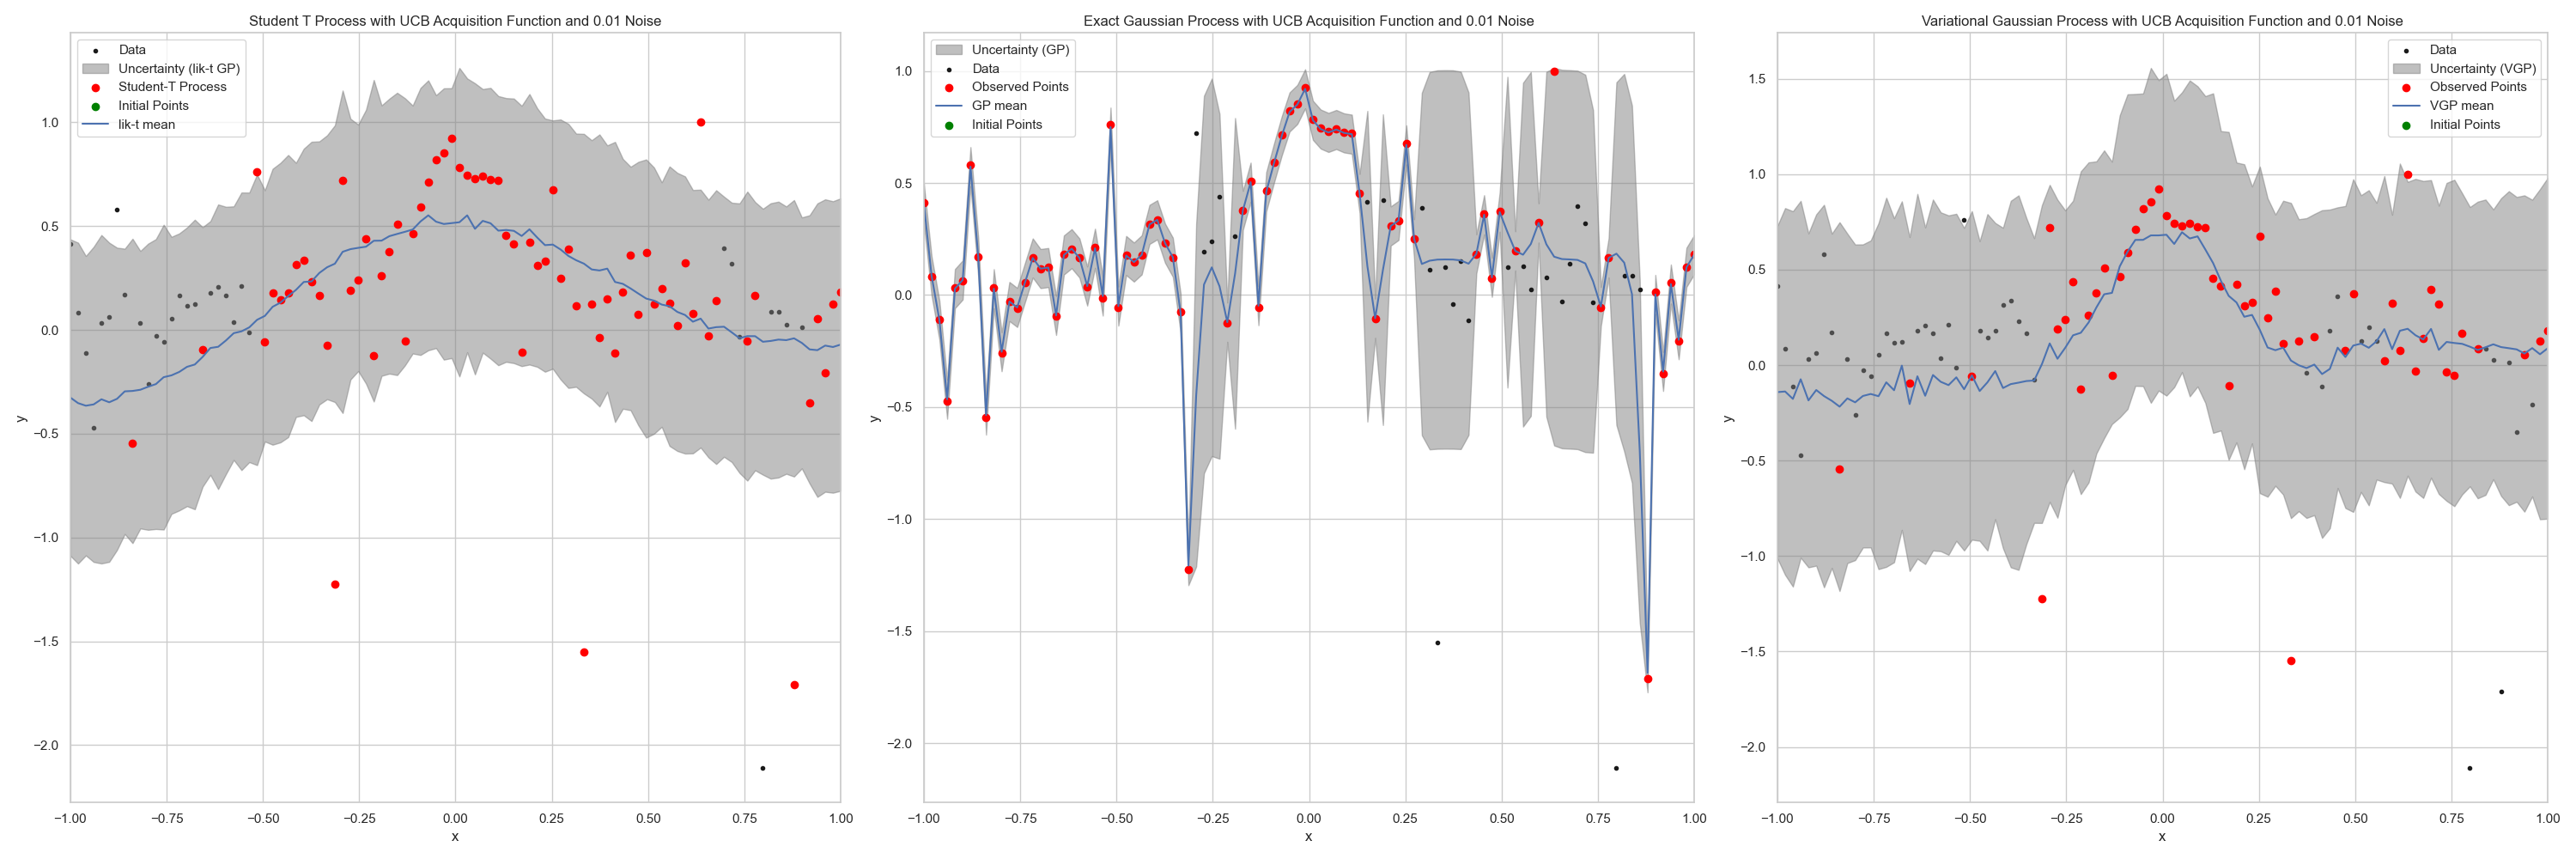 Student T Process with UCB Acquisition Function and 0.01 Noise
Data
Uncertainty (lik-t GP)
Student-T Process
Initial Points
lik-mean
1.0
0.5
0.0
−0.5
−1.0
−1.5
−2.0
y
−1.00 −0.75 −0.50 −0.25 0.00 0.25 0.50 0.75 1.00
x
Exact Gaussian Process with UCB Acquisition Function and 0.01 Noise
Uncertainty (GP)
Data
Observed Points
GP mean
Initial Points
1.0
0.5
0.0
−0.5
−1.0
−1.5
−2.0
y
−1.00 −0.75 −0.50 −0.25 0.00 0.25 0.50 0.75 1.00
x
Variational Gaussian Process with UCB Acquisition Function and 0.01 Noise
Data
Uncertainty (VGP)
Observed Points
VGP mean
Initial Points
1.5
1.0
0.5
0.0
−0.5
−1.0
−1.5
−2.0
y
−1.00 −0.75 −0.50 −0.25 0.00 0.25 0.50 0.75 1.00
x